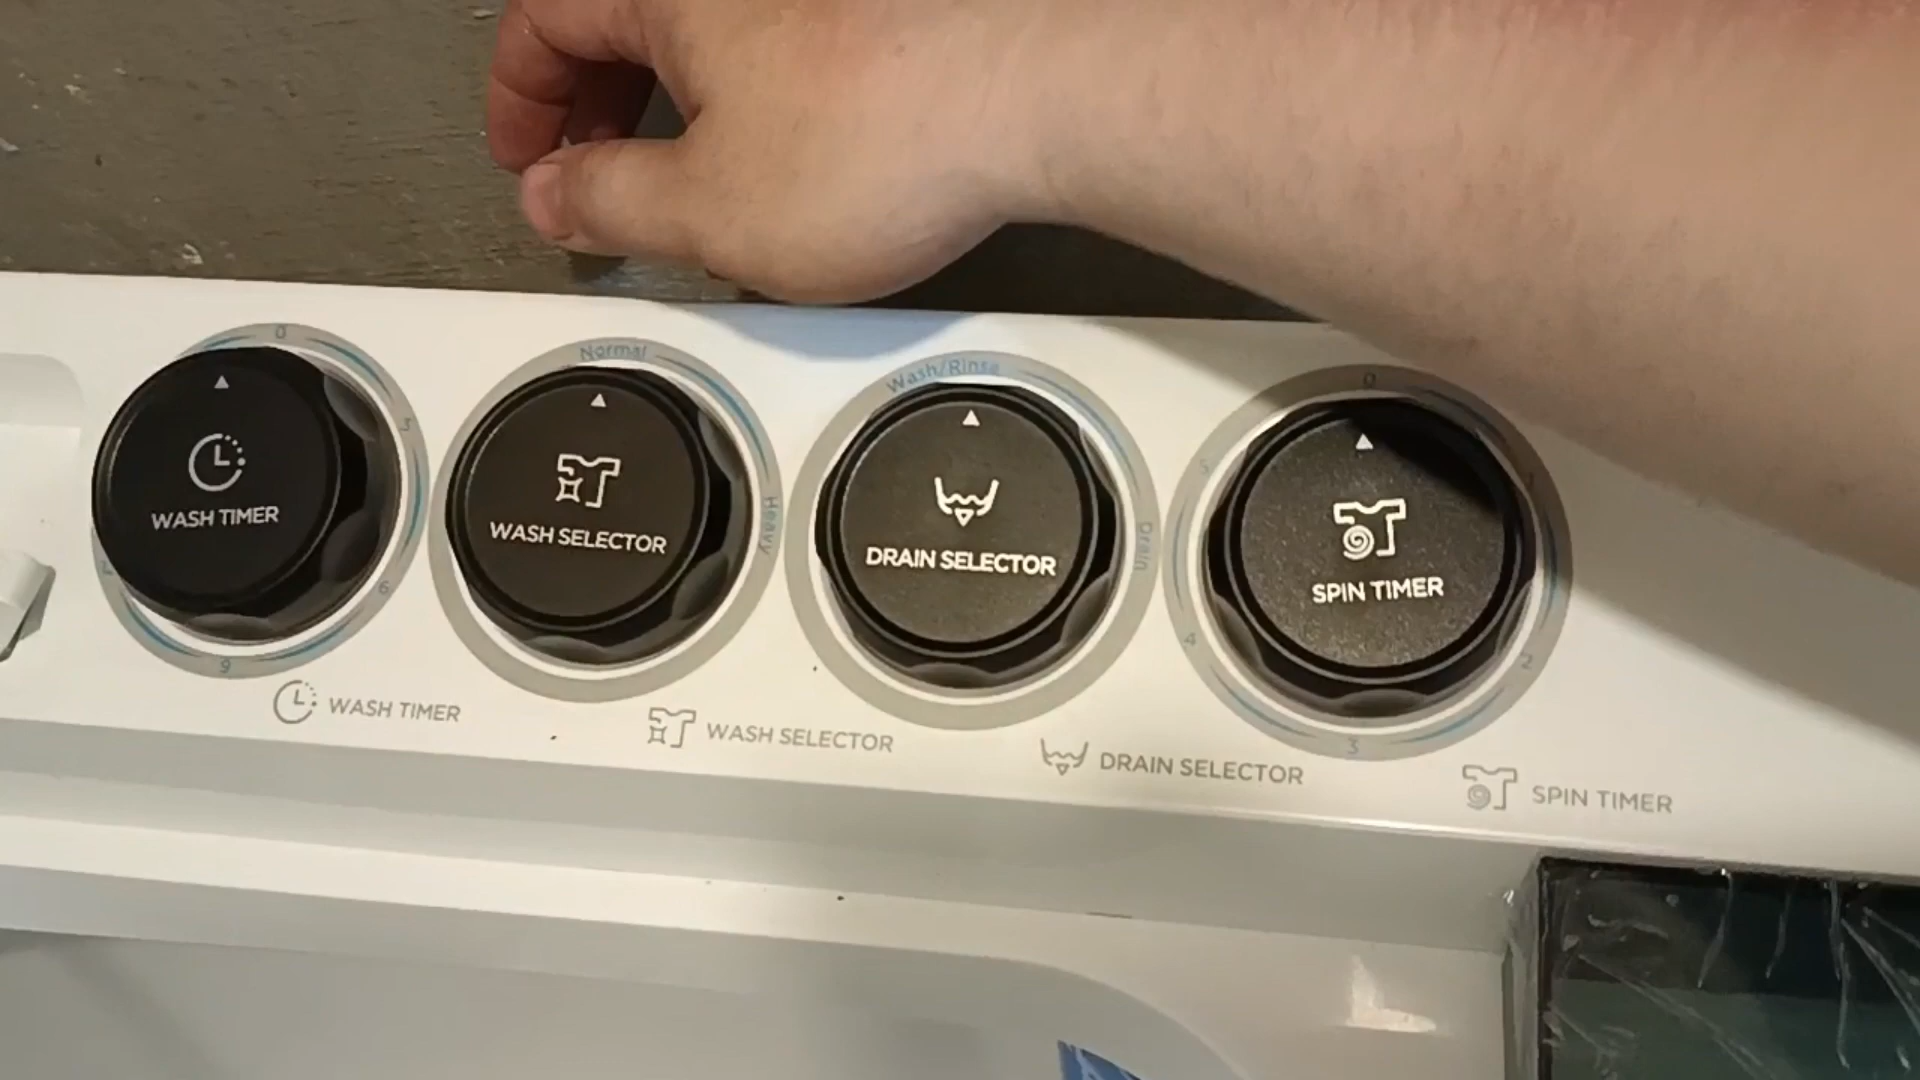 0
3
6
9
WASH TIMER
WASH TIMER
Normal
Heavy
WASH SELECTOR
WASH SELECTOR
Wash/Rinse
Drain
DRAIN SELECTOR
DRAIN SELECTOR
0
2
3
4
5
SPIN TIMER
SPIN TIMER